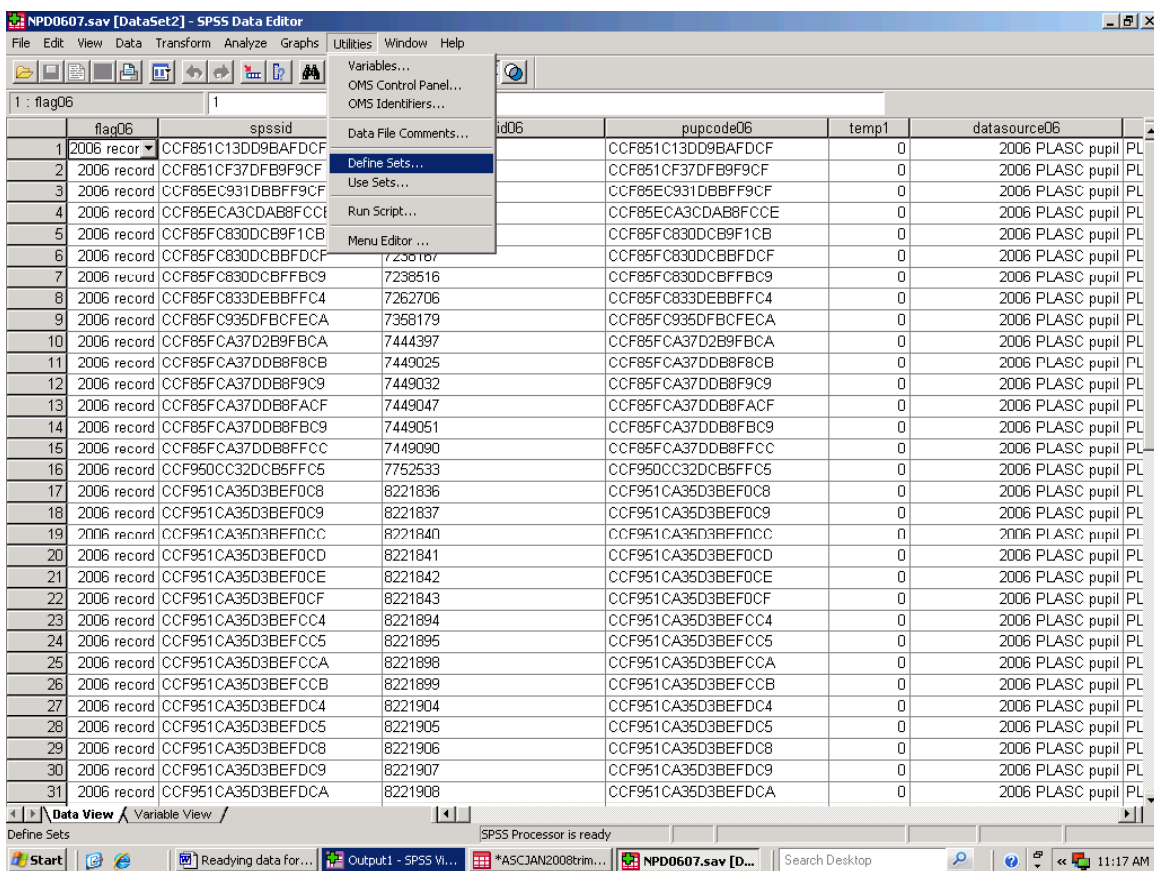 NPD0607.sav [DataSet2] - SPSS Data Editor
File Edit View Data Transform Analyze Graphs Utilities Window Help
Variables...
OMS Control Panel...
OMS Identifiers...
Data File Comments...
Define Sets...
Use Sets...
Run Script...
Menu Editor ...
1 : flag06 1
flag06 spssid id06 pupcode06 temp1 datasource06
1 2006 recor CCF851C13DD9BAFDCF CCF851C13DD9BAFDCF 0 2006 PLASC pupil PL
2 2006 record CCF851CF37DFB9F9CF CCF851CF37DFB9F9CF 0 2006 PLASC pupil PL
3 2006 record CCF85EC931DBBFF9CF CCF85EC931DBBFF9CF 0 2006 PLASC pupil PL
4 2006 record CCF85ECA3CDAB8FCCE CCF85ECA3CDAB8FCCE 0 2006 PLASC pupil PL
5 2006 record CCF85FC830DCB9F1CB CCF85FC830DCB9F1CB 0 2006 PLASC pupil PL
6 2006 record CCF85FC830DCBBFDCF 7238167 CCF85FC830DCBBFDCF 0 2006 PLASC pupil PL
7 2006 record CCF85FC830DCBFFBC9 7238516 CCF85FC830DCBFFBC9 0 2006 PLASC pupil PL
8 2006 record CCF85FC833DEBBFFC4 7262706 CCF85FC833DEBBFFC4 0 2006 PLASC pupil PL
9 2006 record CCF85FC935DFBCFECA 7358179 CCF85FC935DFBCFECA 0 2006 PLASC pupil PL
10 2006 record CCF85FCA37D2B9FBCA 7444397 CCF85FCA37D2B9FBCA 0 2006 PLASC pupil PL
11 2006 record CCF85FCA37DDB8F8CB 7449025 CCF85FCA37DDB8F8CB 0 2006 PLASC pupil PL
12 2006 record CCF85FCA37DDB8F9C9 7449032 CCF85FCA37DDB8F9C9 0 2006 PLASC pupil PL
13 2006 record CCF85FCA37DDB8FACF 7449047 CCF85FCA37DDB8FACF 0 2006 PLASC pupil PL
14 2006 record CCF85FCA37DDB8FBC9 7449051 CCF85FCA37DDB8FBC9 0 2006 PLASC pupil PL
15 2006 record CCF85FCA37DDB8FFCC 7449090 CCF85FCA37DDB8FFCC 0 2006 PLASC pupil PL
16 2006 record CCF950CC32DCB5FFC5 7752533 CCF950CC32DCB5FFC5 0 2006 PLASC pupil PL
17 2006 record CCF951CA35D3BEF0C8 8221836 CCF951CA35D3BEF0C8 0 2006 PLASC pupil PL
18 2006 record CCF951CA35D3BEF0C9 8221837 CCF951CA35D3BEF0C9 0 2006 PLASC pupil PL
19 2006 record CCF951CA35D3BEF0CC 8221840 CCF951CA35D3BEF0CC 0 2006 PLASC pupil PL
20 2006 record CCF951CA35D3BEF0CD 8221841 CCF951CA35D3BEF0CD 0 2006 PLASC pupil PL
21 2006 record CCF951CA35D3BEF0CE 8221842 CCF951CA35D3BEF0CE 0 2006 PLASC pupil PL
22 2006 record CCF951CA35D3BEF0CF 8221843 CCF951CA35D3BEF0CF 0 2006 PLASC pupil PL
23 2006 record CCF951CA35D3BEFCC4 8221894 CCF951CA35D3BEFCC4 0 2006 PLASC pupil PL
24 2006 record CCF951CA35D3BEFCC5 8221895 CCF951CA35D3BEFCC5 0 2006 PLASC pupil PL
25 2006 record CCF951CA35D3BEFCCA 8221898 CCF951CA35D3BEFCCA 0 2006 PLASC pupil PL
26 2006 record CCF951CA35D3BEFCCB 8221899 CCF951CA35D3BEFCCB 0 2006 PLASC pupil PL
27 2006 record CCF951CA35D3BEFDC4 8221904 CCF951CA35D3BEFDC4 0 2006 PLASC pupil PL
28 2006 record CCF951CA35D3BEFDC5 8221905 CCF951CA35D3BEFDC5 0 2006 PLASC pupil PL
29 2006 record CCF951CA35D3BEFDC8 8221906 CCF951CA35D3BEFDC8 0 2006 PLASC pupil PL
30 2006 record CCF951CA35D3BEFDC9 8221907 CCF951CA35D3BEFDC9 0 2006 PLASC pupil PL
31 2006 record CCF951CA35D3BEFDCA 8221908 CCF951CA35D3BEFDCA 0 2006 PLASC pupil PL
Data View Variable View
Define Sets SPSS Processor is ready
Start Readying data for... Output1 - SPSS Vi... *ASCJAN2008trim... NPD0607.sav [D... Search Desktop 11:17 AM